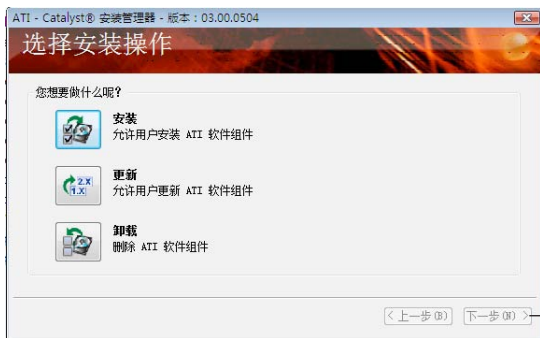 ATI - Catalyst® 安装管理器 - 版本：03.00.0504
选择安装操作
您想要做什么呢?
安装
允许用户安装 ATI 软件组件
2.X
1.X
更新
允许用户更新 ATI 软件组件
卸载
删除 ATI 软件组件
< 上一步(B) 下一步(N) >